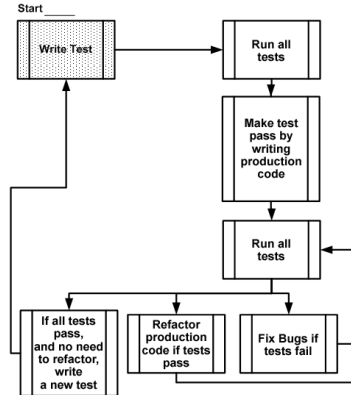 Start
Write Test
Run all
tests
Make test
pass by
writing
production
code
Run all
tests
If all tests
pass,
and no need
to refactor,
write
a new test
Refactor
production
code if tests
pass
Fix Bugs if
tests fail